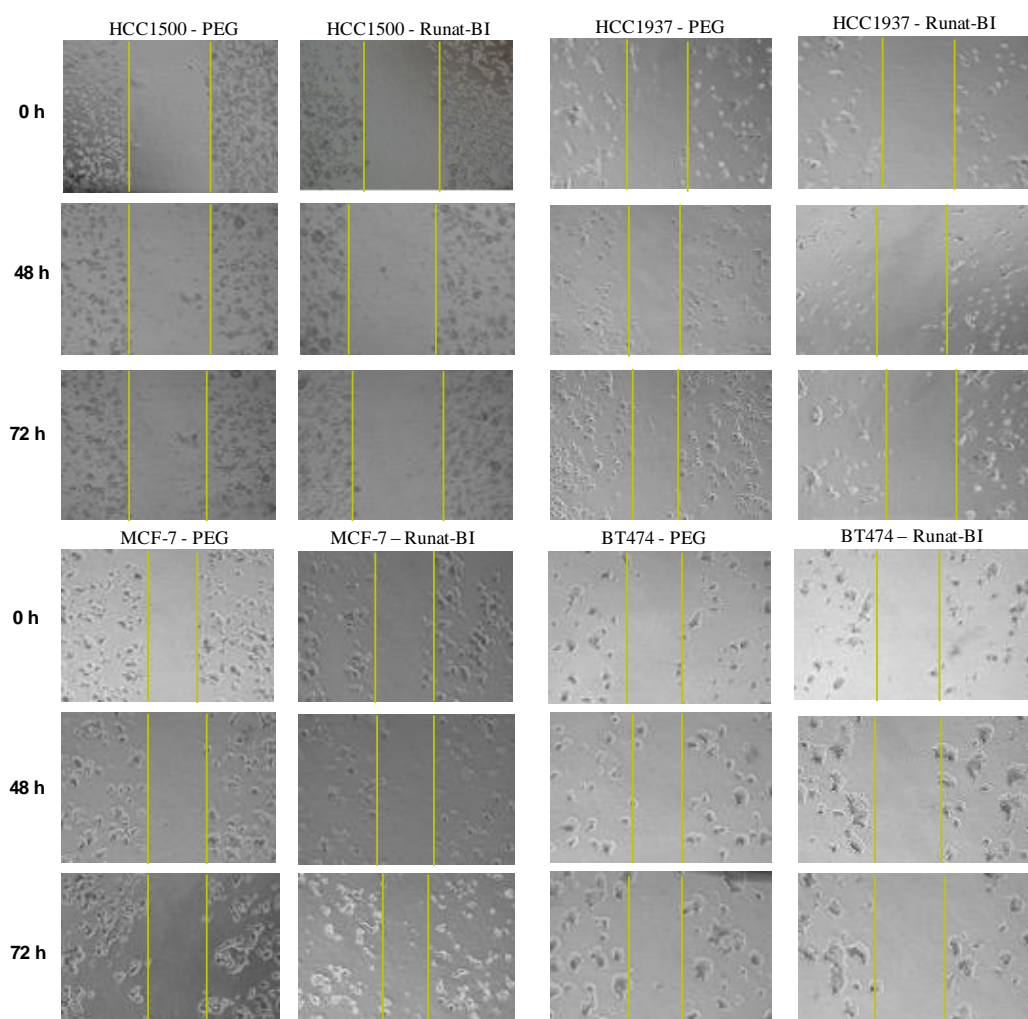 HCC1500 - PEG
HCC1500 - Runat-BI
HCC1937 - PEG
HCC1937 - Runat-BI
0 h
48 h
72 h
MCF-7 - PEG
MCF-7 – Runat-BI
BT474 - PEG
BT474 – Runat-BI
0 h
48 h
72 h